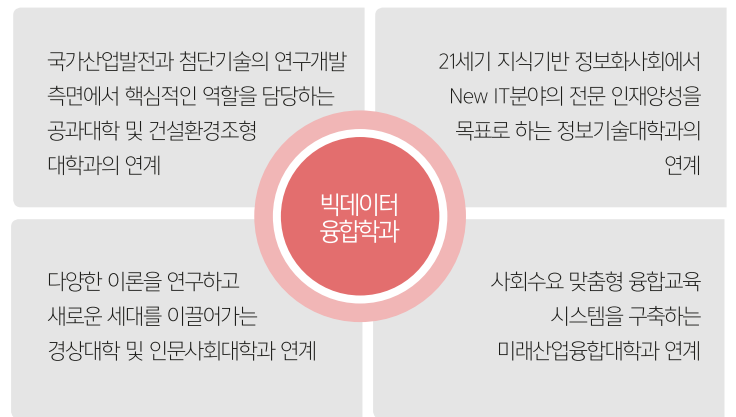 국가산업발전과 첨단기술의 연구개발
측면에서 핵심적인 역할을 담당하는
공과대학 및 건설환경조형
대학과의 연계
21세기 지식기반 정보화사회에서
New IT분야의 전문 인재양성을
목표로 하는 정보기술대학과의
연계
빅데이터
융합학과
다양한 이론을 연구하고
새로운 세대를 이끌어가는
경상대학 및 인문사회대학과 연계
사회수요 맞춤형 융합교육
시스템을 구축하는
미래산업융합대학과 연계